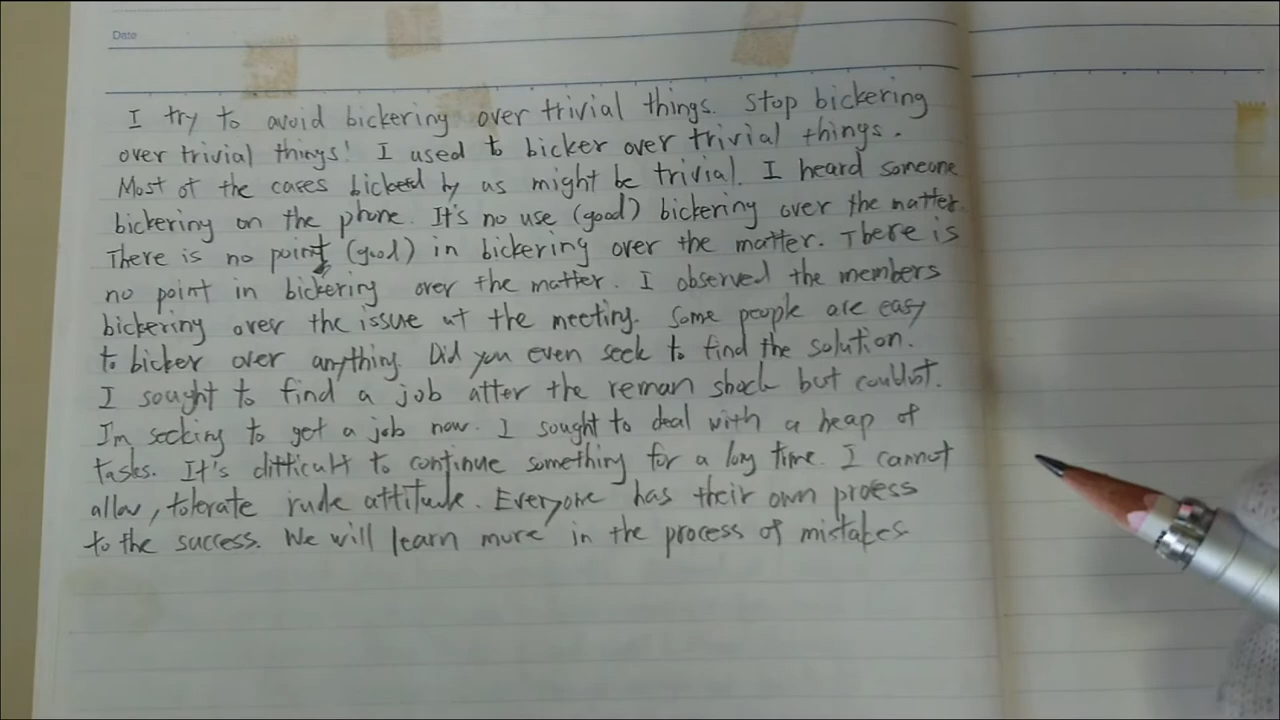 Date
I try to avoid bickering over trivial things. Stop bickering
over trivial things! I used to bicker over trivial things.
Most of the cases by us might be trivial. I heard someone
bickering on the phone. It's no use (good) bickering over the matter.
There is no point (good) in bickering over the matter. There is
no point in bickering over the matter. I observed the members
bickering over the issue at the meeting. Some people are easy
to bicker over anything. Did you even seek to find the solution.
I sought to find a job after the reman shock but couldn't.
I'm seeking to get a job now. I sought to deal with a heap of
tasks. It's difficult to continue something for a long time. I cannot
allow, tolerate rude attitude. Everyone has their own process
to the success. We will learn more in the process of mistakes